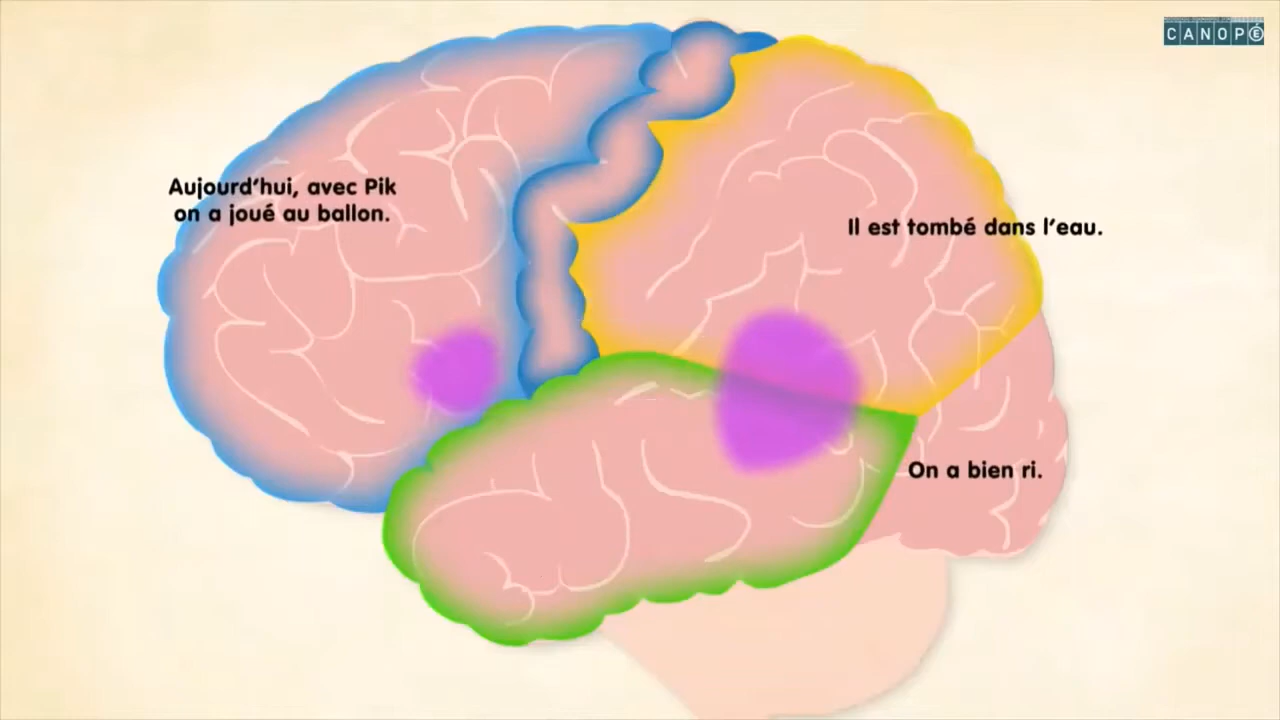 CANOPÉ
Aujourd'hui, avec Pik
on a joué au ballon.
Il est tombé dans l'eau.
On a bien ri.